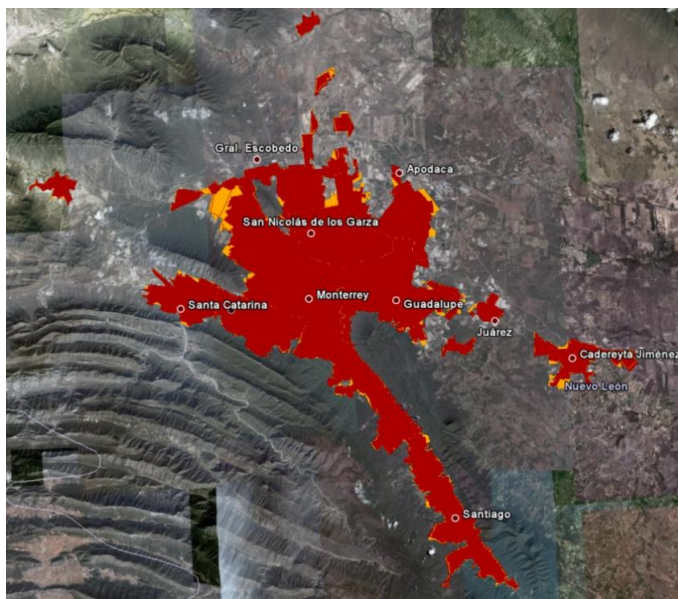 Gral. Escobedo
Apodaca
San Nicolás de los Garza
Santa Catarina
Monterrey
Guadalupe
Juárez
Cadereyta Jiménez
Nuevo León
Santiago